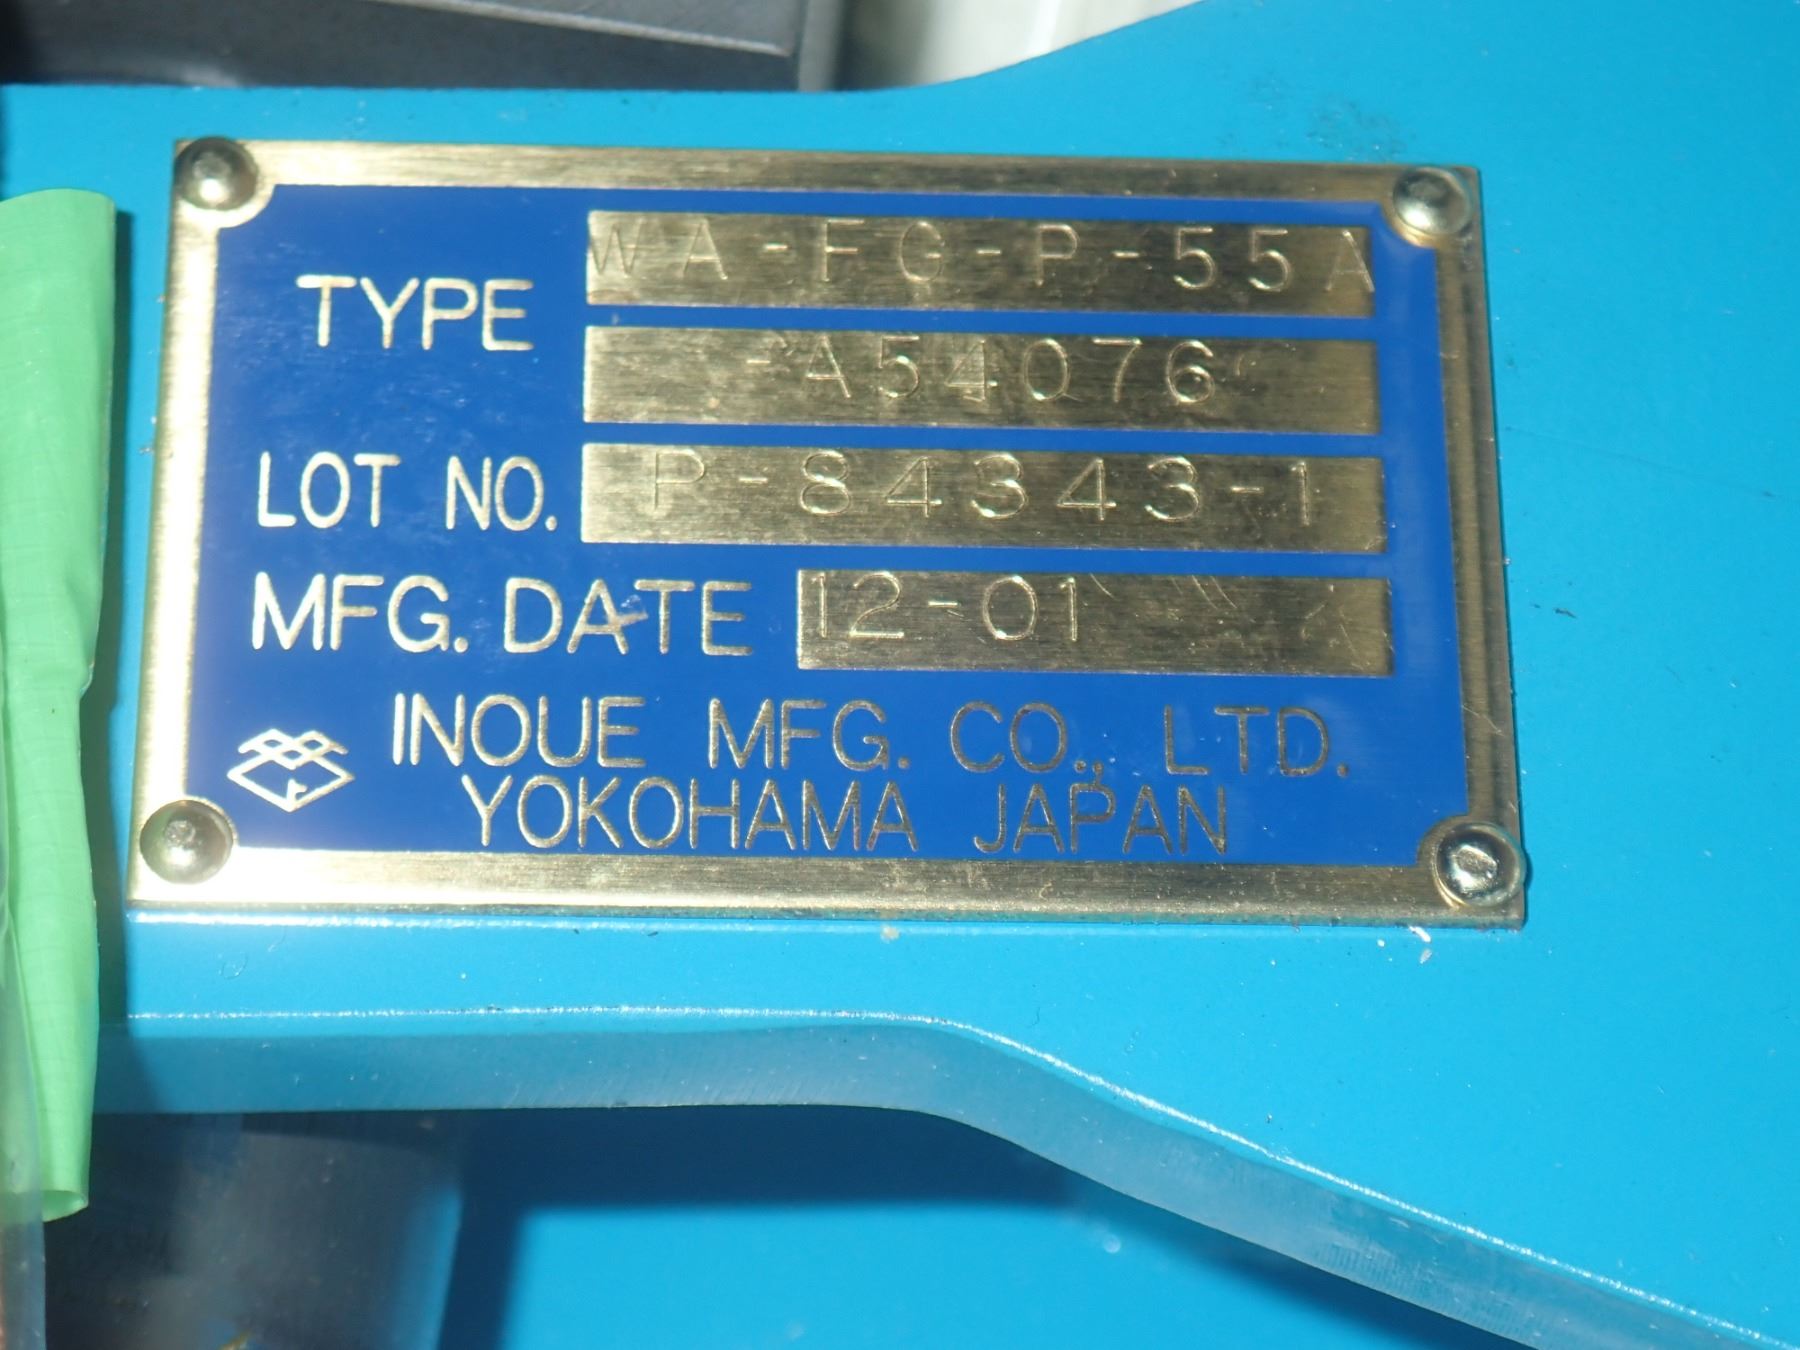 TYPE WA-FG-P-55A
-A54076
LOT NO. P-84343-1
MFG. DATE 12-01
INOUE MFG. CO., LTD.
YOKOHAMA JAPAN